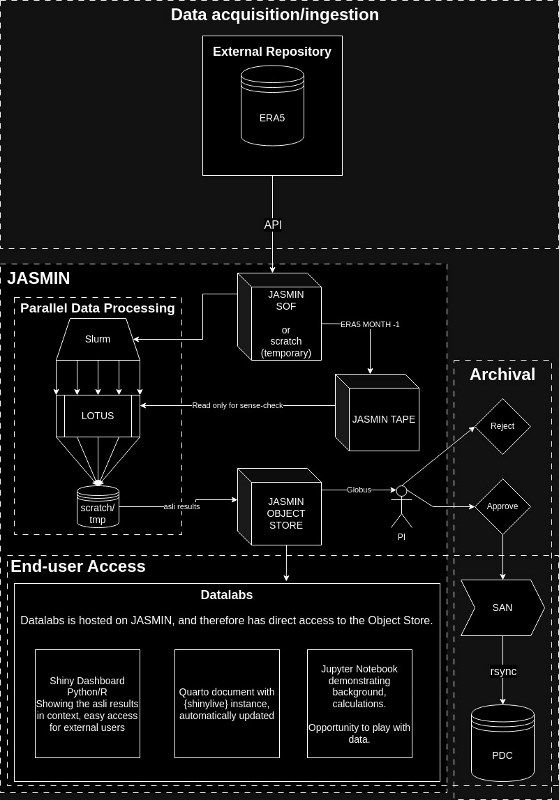 Data acquisition/ingestion
External Repository
ERA5
API
JASMIN
JASMIN
SOF
or
scratch
(temporary)
Parallel Data Processing
Slurm
ERA5 MONTH -1
Archival
LOTUS
Read only for sense-check
JASMIN TAPE
Reject
scratch/
tmp
asli results
JASMIN
OBJECT
STORE
Globus
PI
Approve
End-user Access
Datalabs
Datalabs is hosted on JASMIN, and therefore has direct access to the Object Store.
Shiny Dashboard
Python/R
Showing the asli results
in context, easy access
for external users
Quarto document with
{shinylive} instance,
automatically updated
Jupyter Notebook
demonstrating
background,
calculations.
Opportunity to play with
data.
SAN
rsync
PDC